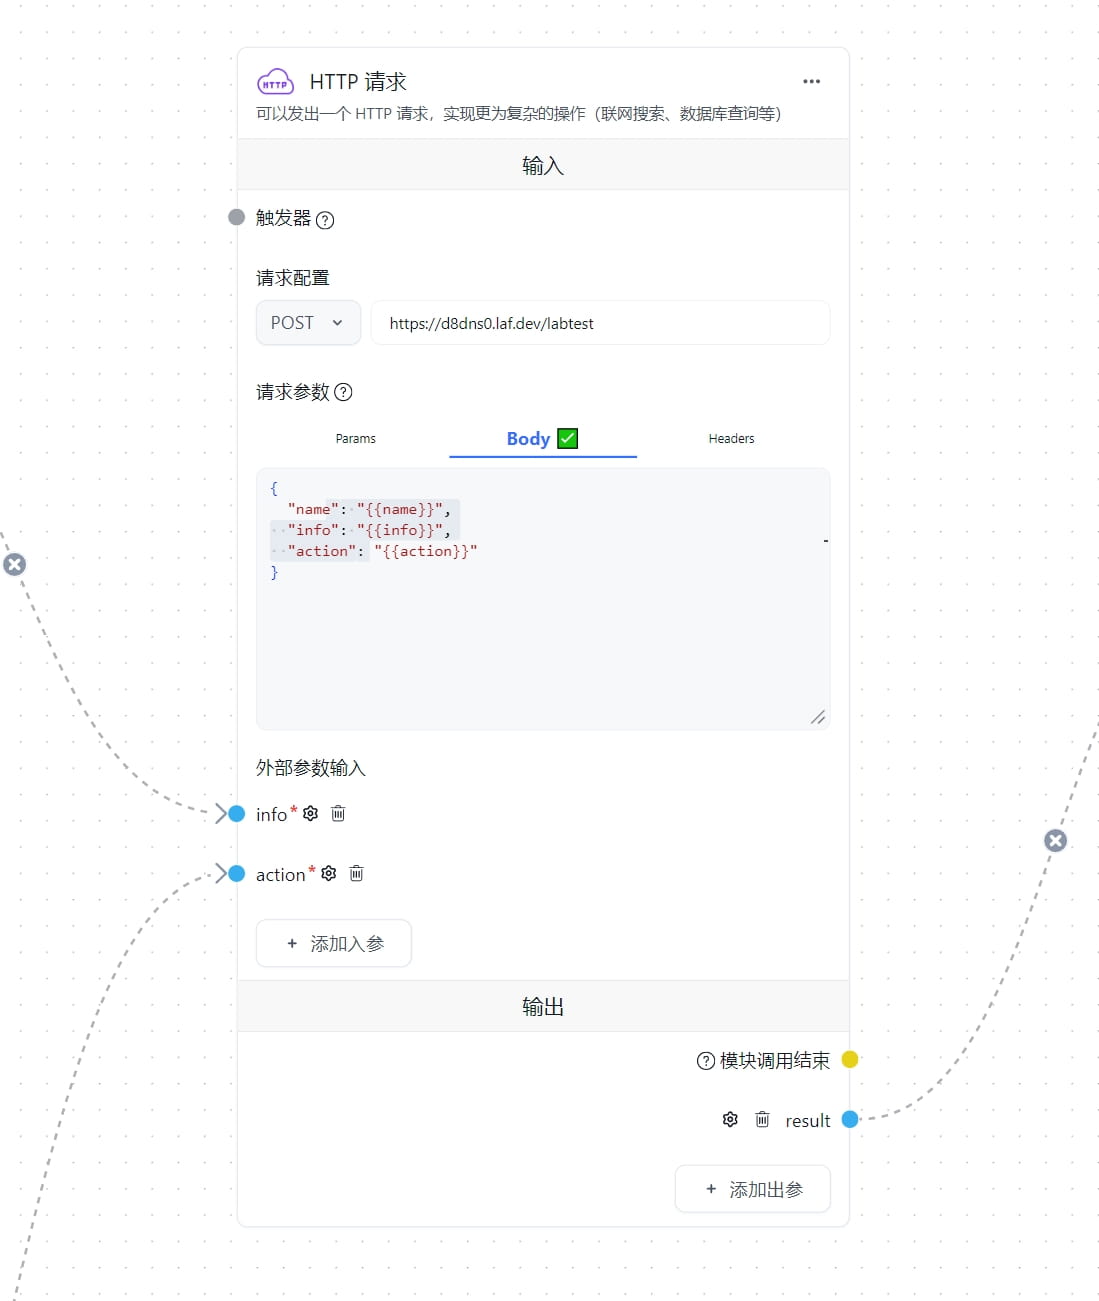 HTTP
HTTP 请求
可以发出一个 HTTP 请求，实现更为复杂的操作（联网搜索、数据库查询等）
输入
触发器
请求配置
POST
https://d8dns0.laf.dev/labtest
请求参数
Params
Body ✅
Headers
{
  "name": "{{name}}",
  "info": "{{info}}",
  "action": "{{action}}"
}
外部参数输入
info*
action*
+ 添加入参
输出
模块调用结束
result
+ 添加出参